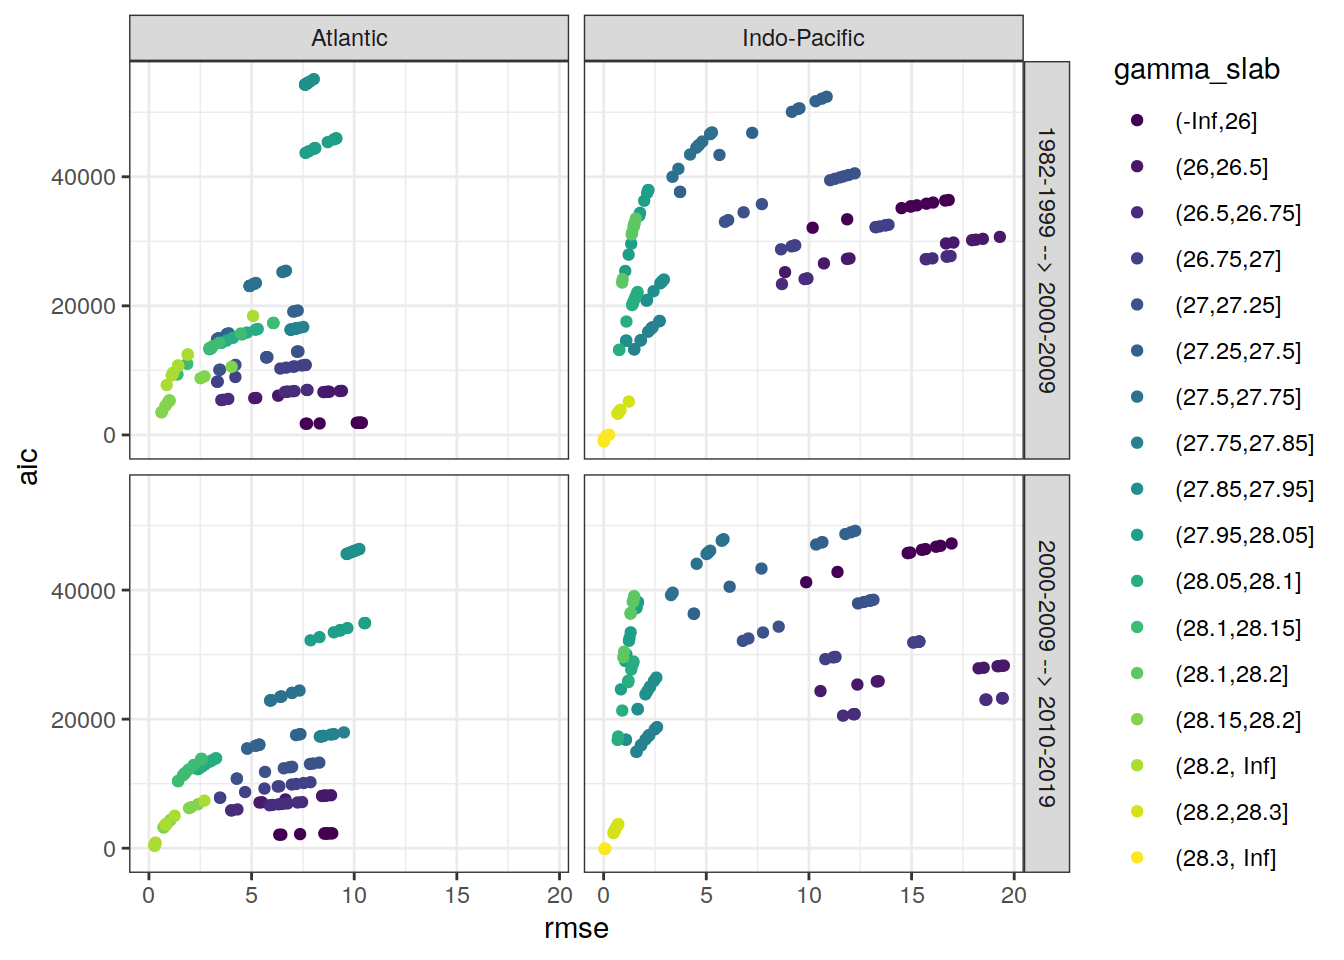 Atlantic
Indo-Pacific
1982-1999 --> 2000-2009
2000-2009 --> 2010-2019
40000
20000
0
40000
20000
0
aic
0 5 10 15 20
0 5 10 15 20
rmse
gamma_slab
(-Inf,26]
(26,26.5]
(26.5,26.75]
(26.75,27]
(27,27.25]
(27.25,27.5]
(27.5,27.75]
(27.75,27.85]
(27.85,27.95]
(27.95,28.05]
(28.05,28.1]
(28.1,28.15]
(28.1,28.2]
(28.15,28.2]
(28.2, Inf]
(28.2,28.3]
(28.3, Inf]